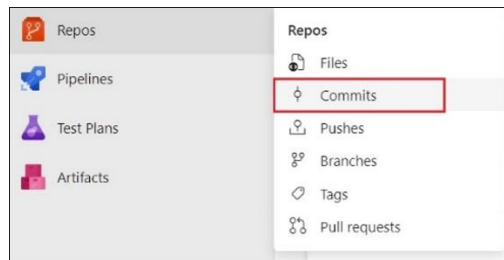 Repos
Pipelines
Test Plans
Artifacts
Repos
Files
Commits
Pushes
Branches
Tags
Pull requests